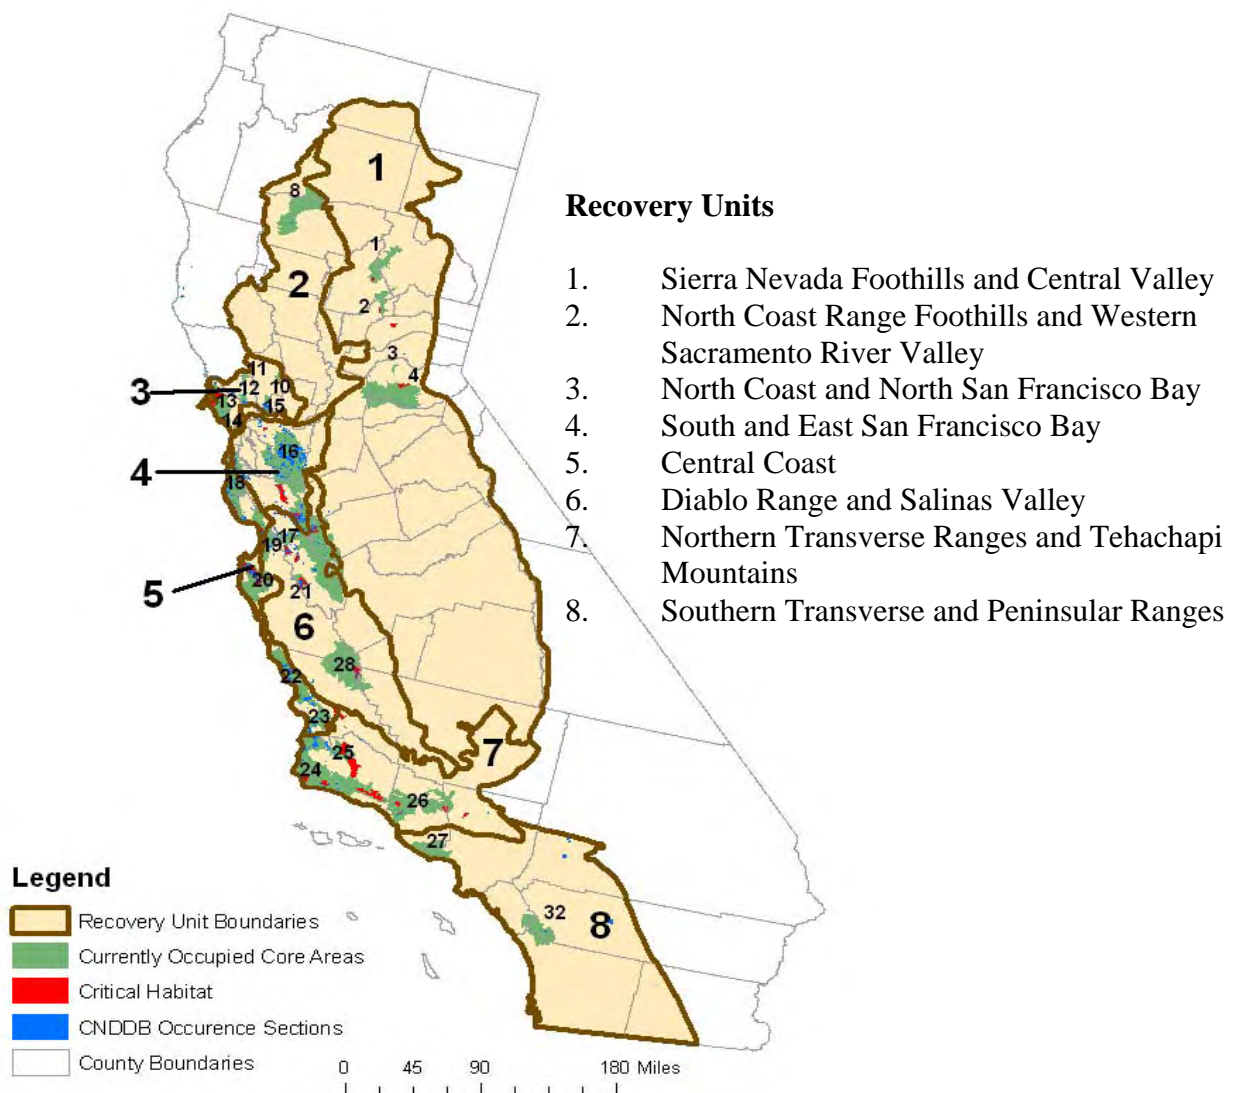 1
8
Recovery Units
1
2
1. Sierra Nevada Foothills and Central Valley
2. North Coast Range Foothills and Western
Sacramento River Valley
3. North Coast and North San Francisco Bay
4. South and East San Francisco Bay
5. Central Coast
6. Diablo Range and Salinas Valley
7. Northern Transverse Ranges and Tehachapi
Mountains
8. Southern Transverse and Peninsular Ranges
2
3
11
4
3
12
10
13
15
14
16
4
18
17
19
5
20
21
6
28
22
23
25
7
24
26
27
32
8
Legend
Recovery Unit Boundaries
Currently Occupied Core Areas
Critical Habitat
CNDDB Occurence Sections
County Boundaries
0 45 90 180 Miles